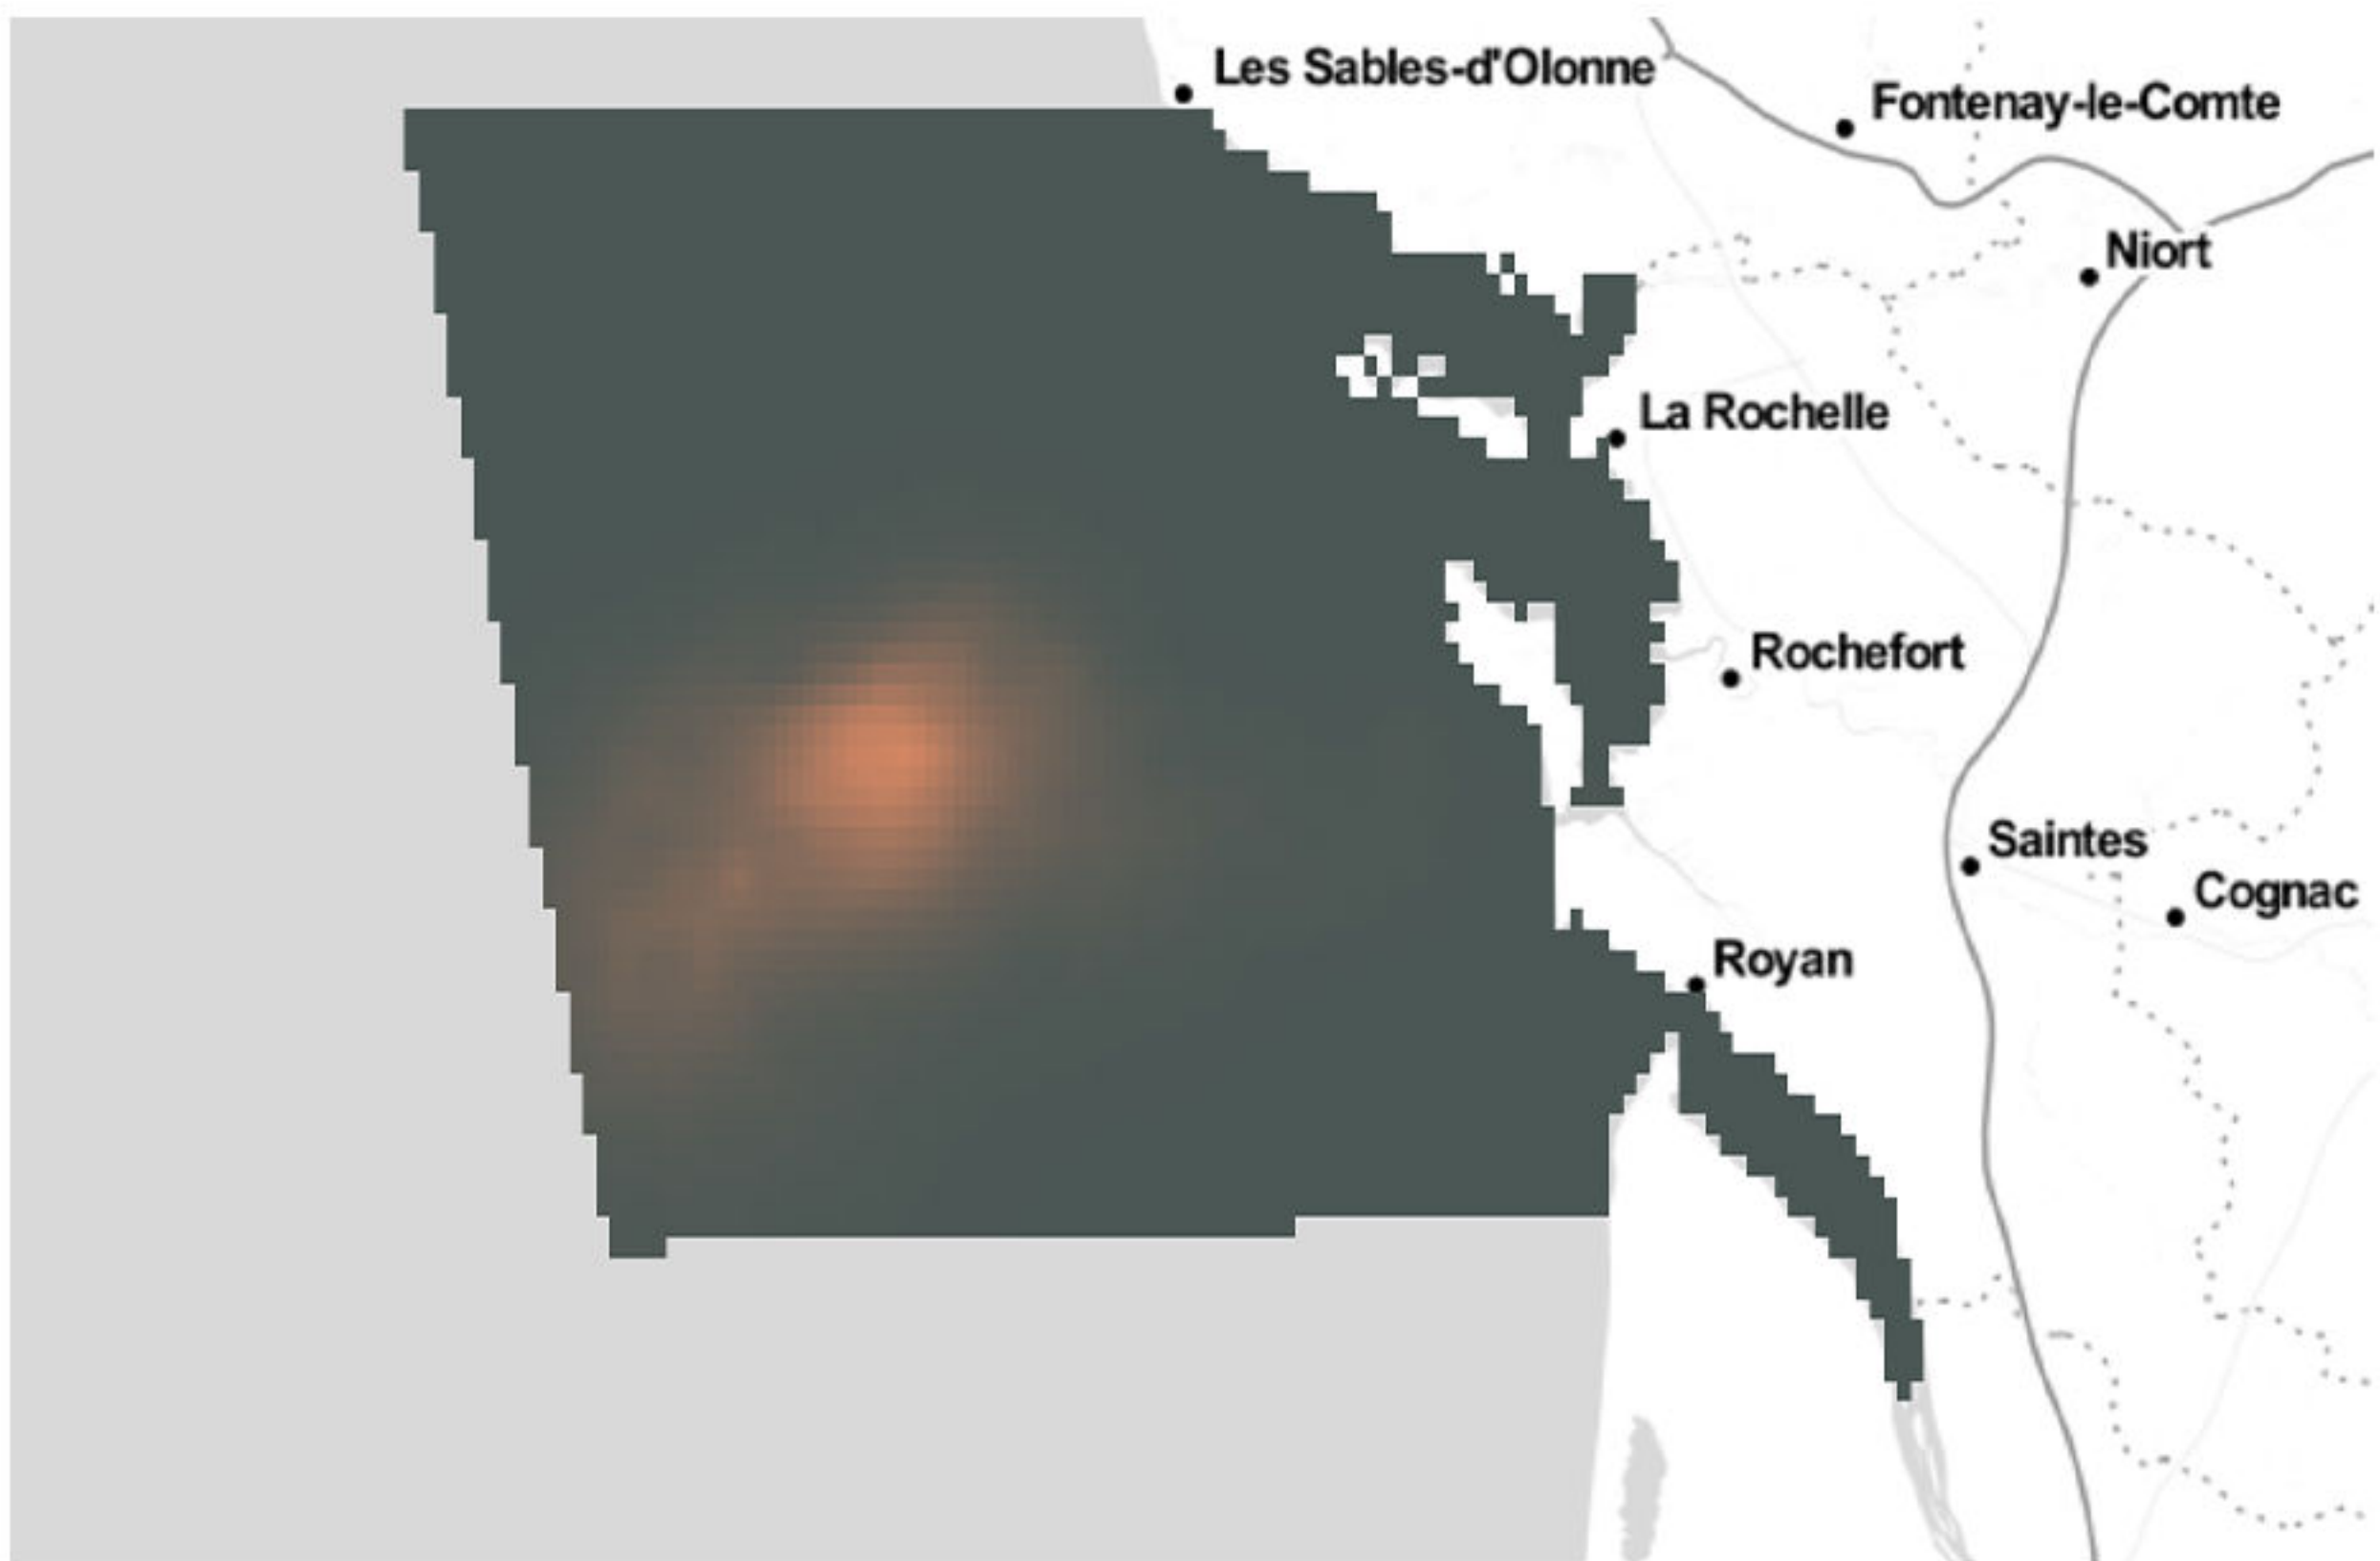 Les Sables-d'Olonne
Fontenay-le-Comte
Niort
La Rochelle
Rochefort
Saintes
Cognac
Royan